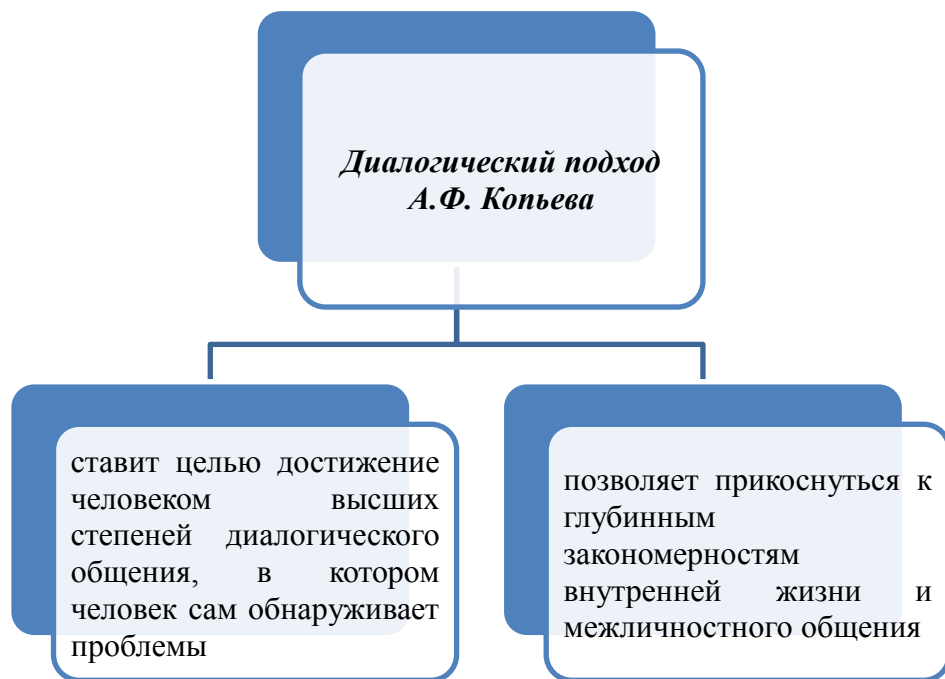 Диалогический подход
А.Ф. Копьева
ставит целью достижение
человеком высших
степеней диалогического
общения, в котором
человек сам обнаруживает
проблемы
позволяет прикоснуться к
глубинным
закономерностям
внутренней жизни и
межличностного общения